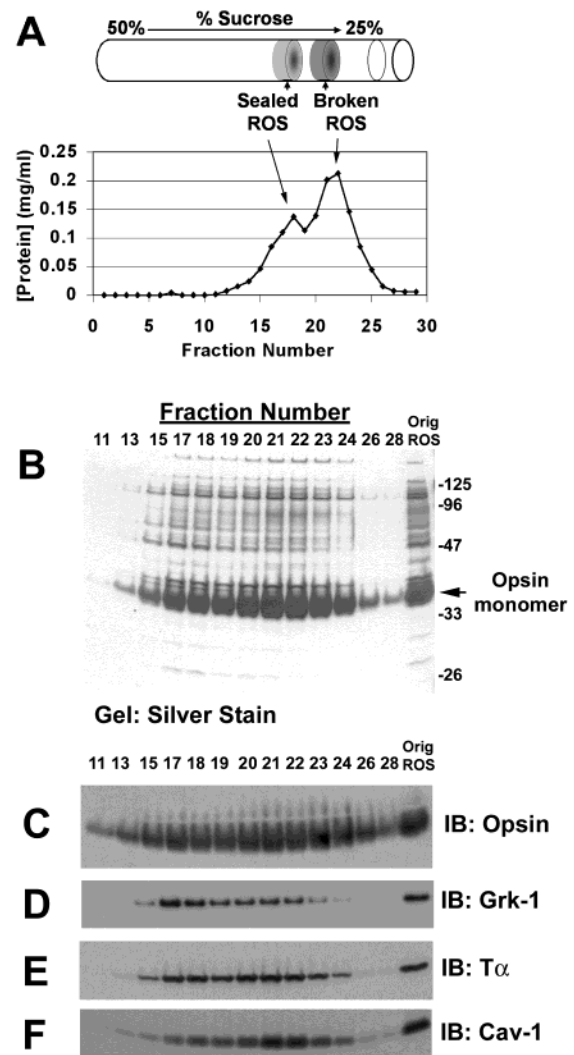 A
50%
% Sucrose
25%
Sealed ROS
Broken ROS
[Protein] (mg/ml)
0.25
0.2
0.15
0.1
0.05
0
0 5 10 15 20 25 30
Fraction Number
Fraction Number
11 13 15 17 18 19 20 21 22 23 24 26 28 Orig ROS
B
-125
-96
-47
Opsin monomer
-33
-26
Gel: Silver Stain
11 13 15 17 18 19 20 21 22 23 24 26 28 Orig ROS
C
IB: Opsin
D
IB: Grk-1
E
IB: Tα
F
IB: Cav-1